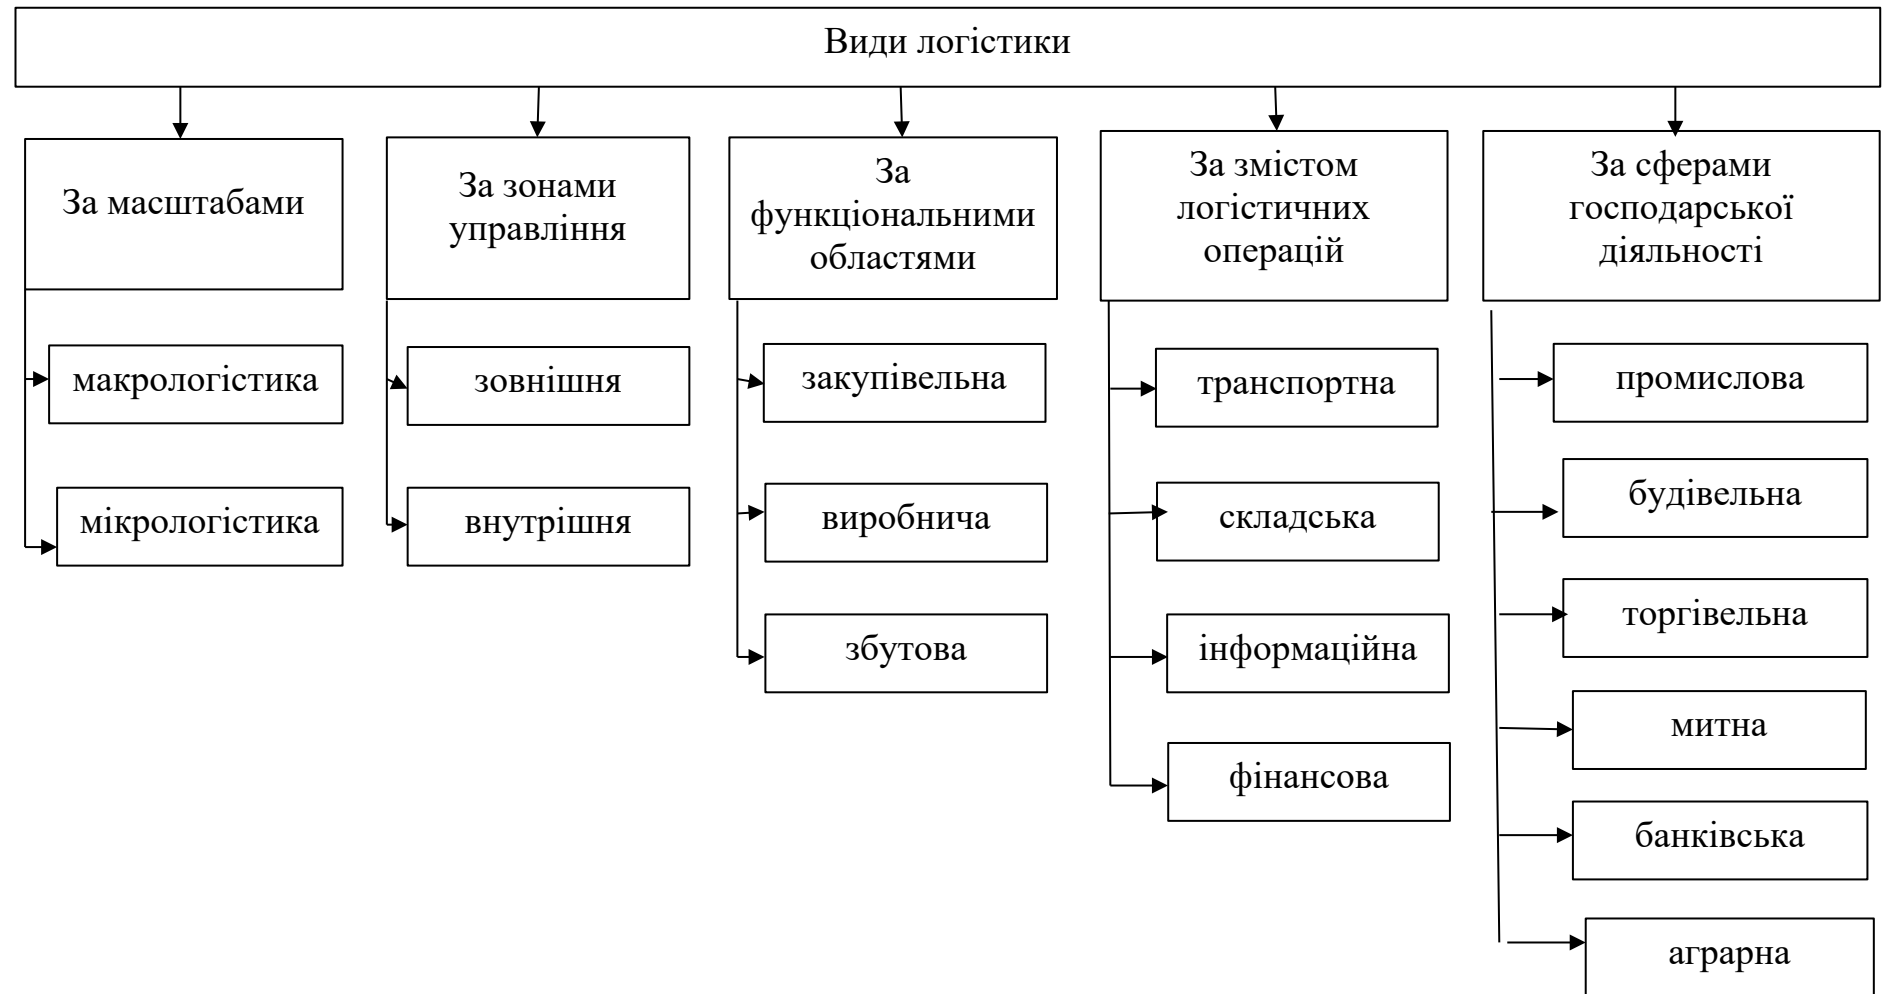 Види логістики
За масштабами
макрологістика
мікрологістика
За зонами
управління
зовнішня
внутрішня
За
функціональними
областями
закупівельна
виробнича
збутова
За змістом
логістичних
операцій
транспортна
складська
інформаційна
фінансова
За сферами
господарської
діяльності
промислова
будівельна
торгівельна
митна
банківська
аграрна